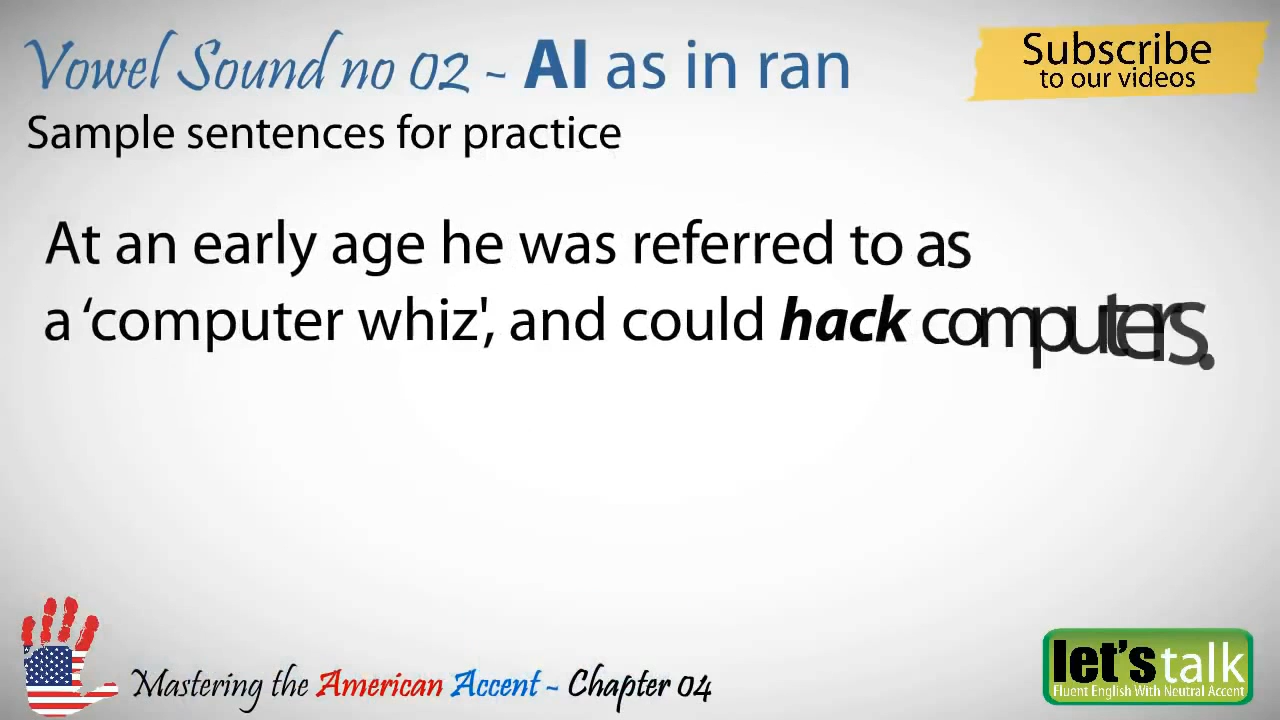 Vowel Sound no 02 ~ AI as in ran
Subscribe
to our videos
Sample sentences for practice
At an early age he was referred to as
a ‘computer whiz', and could hack computers.
Mastering the American Accent ~ Chapter 04
let's talk
Fluent English With Neutral Accent